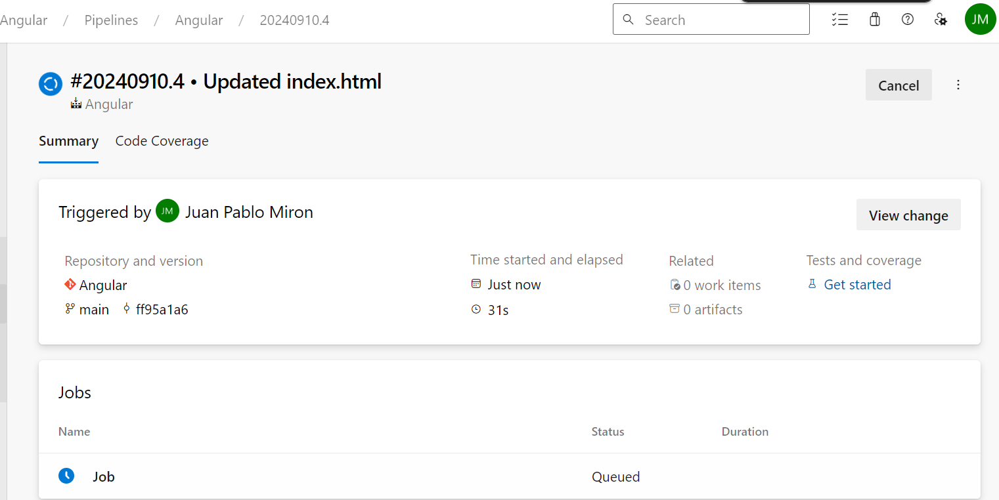 Angular / Pipelines / Angular / 20240910.4
Search
JM
#20240910.4 • Updated index.html
Angular
Cancel
Summary Code Coverage
Triggered by JM Juan Pablo Miron
View change
Repository and version Time started and elapsed Related Tests and coverage
Angular Just now 0 work items Get started
main ff95a1a6 31s 0 artifacts
Jobs
Name Status Duration
Job Queued